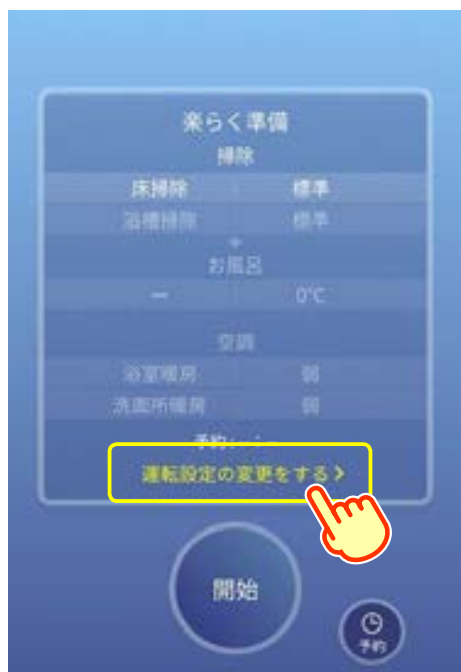 楽らく準備
掃除
床掃除 標準
浴槽掃除 標準
お風呂
ー 0℃
空調
浴室暖房 弱
洗面所暖房 弱
予約 --:--
運転設定の変更をする >
開始
予約